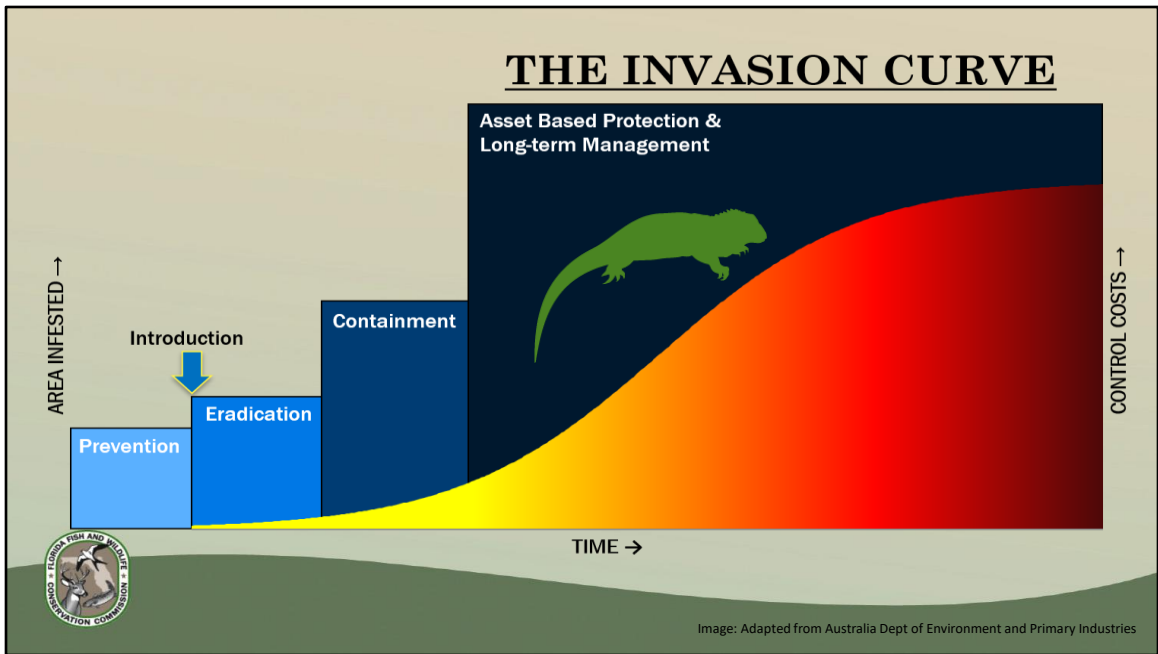 THE INVASION CURVE
Asset Based Protection &
Long-term Management
AREA INFESTED →
Introduction
Containment
Eradication
Prevention
CONTROL COSTS →
TIME →
FLORIDA FISH AND WILDLIFE
CONSERVATION COMMISSION
Image: Adapted from Australia Dept of Environment and Primary Industries